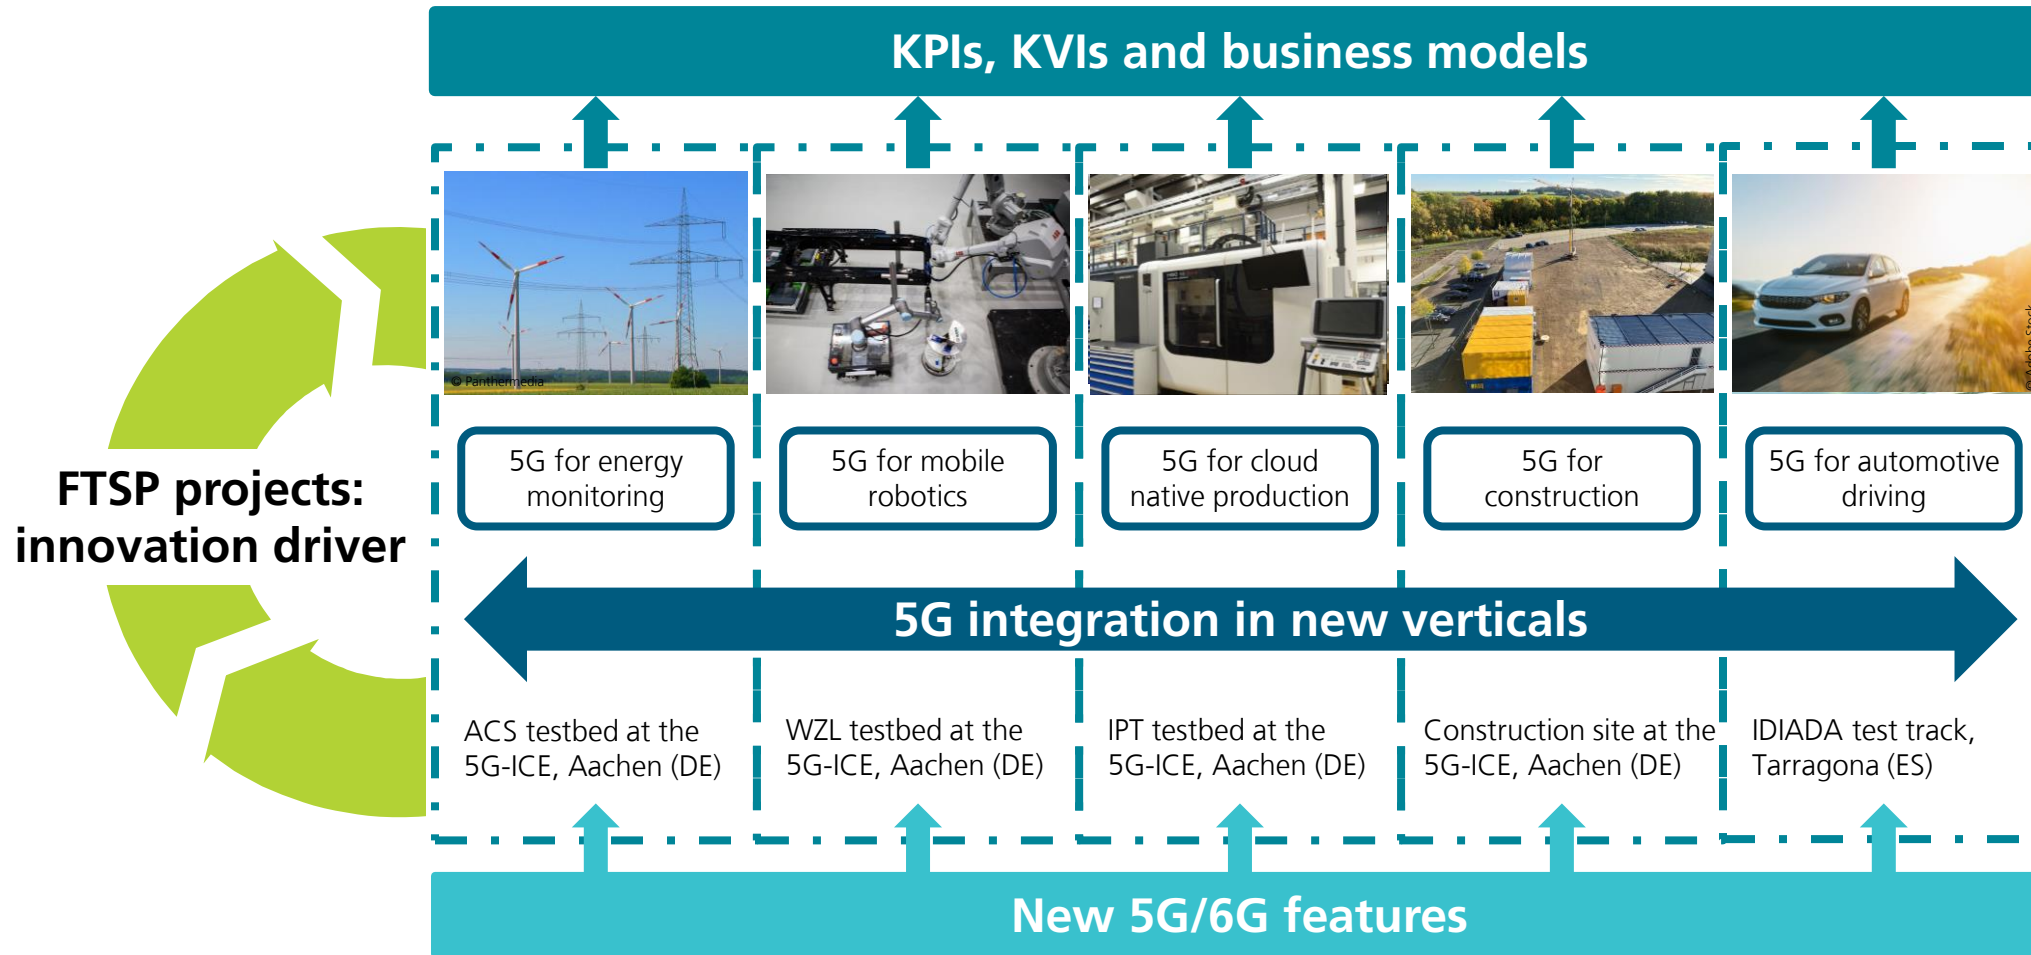 KPIs, KVIs and business models
© Panthermedia
© Adobe Stock
5G for energy
monitoring
5G for mobile
robotics
5G for cloud
native production
5G for
construction
5G for automotive
driving
FTSP projects:
innovation driver
5G integration in new verticals
ACS testbed at the
5G-ICE, Aachen (DE)
WZL testbed at the
5G-ICE, Aachen (DE)
IPT testbed at the
5G-ICE, Aachen (DE)
Construction site at the
5G-ICE, Aachen (DE)
IDIADA test track,
Tarragona (ES)
New 5G/6G features